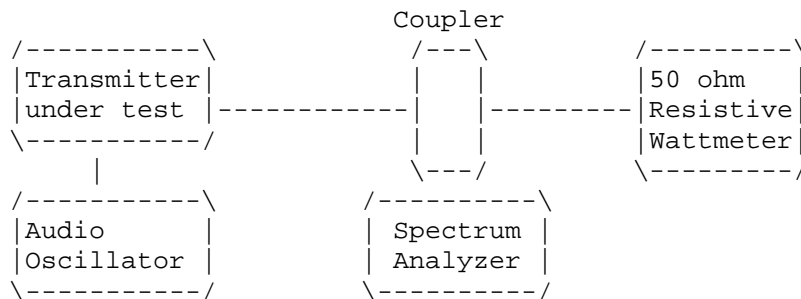 Coupler
Transmitter
under test
50 ohm
Resistive
Wattmeter
Audio
Oscillator
Spectrum
Analyzer